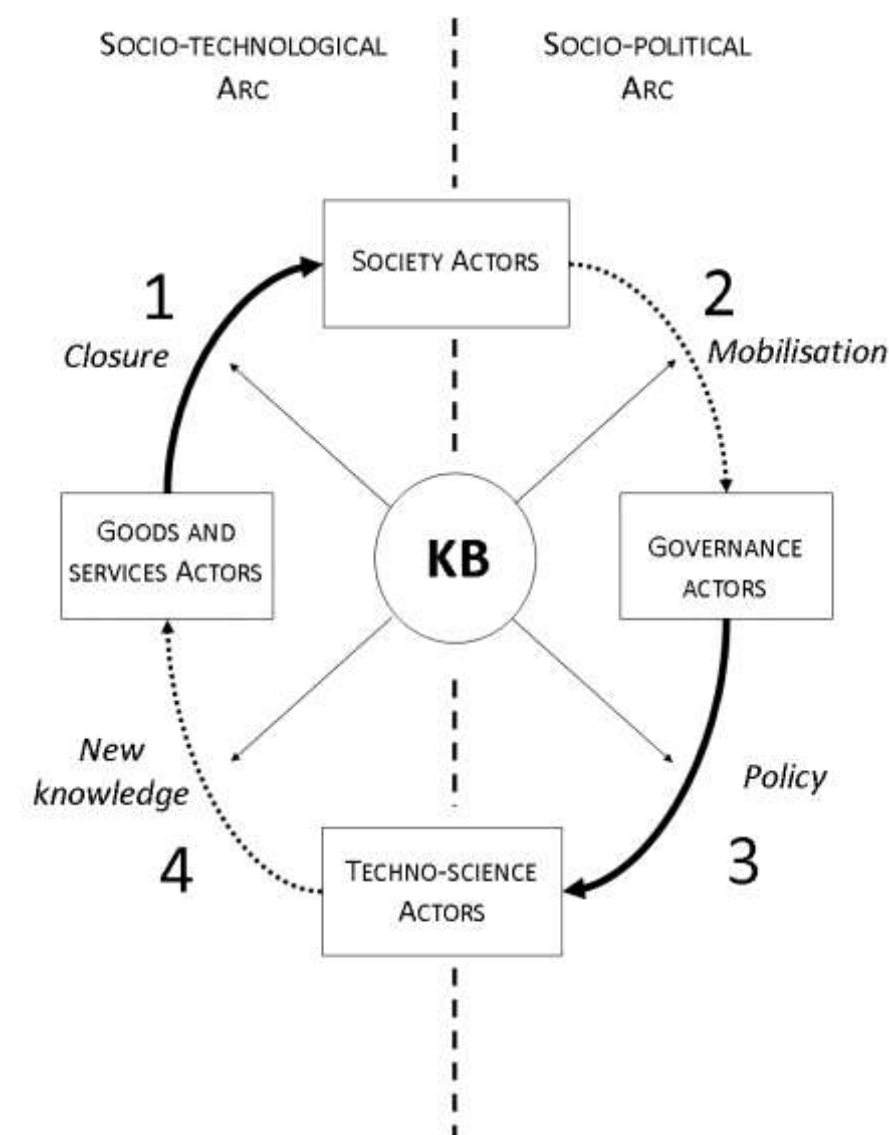 SOCIO-TECHNOLOGICAL
ARC
SOCIO-POLITICAL
ARC
SOCIETY ACTORS
1
Closure
2
Mobilisation
GOODS AND
SERVICES ACTORS
KB
GOVERNANCE
ACTORS
New
knowledge
4
Policy
3
TECHNO-SCIENCE
ACTORS